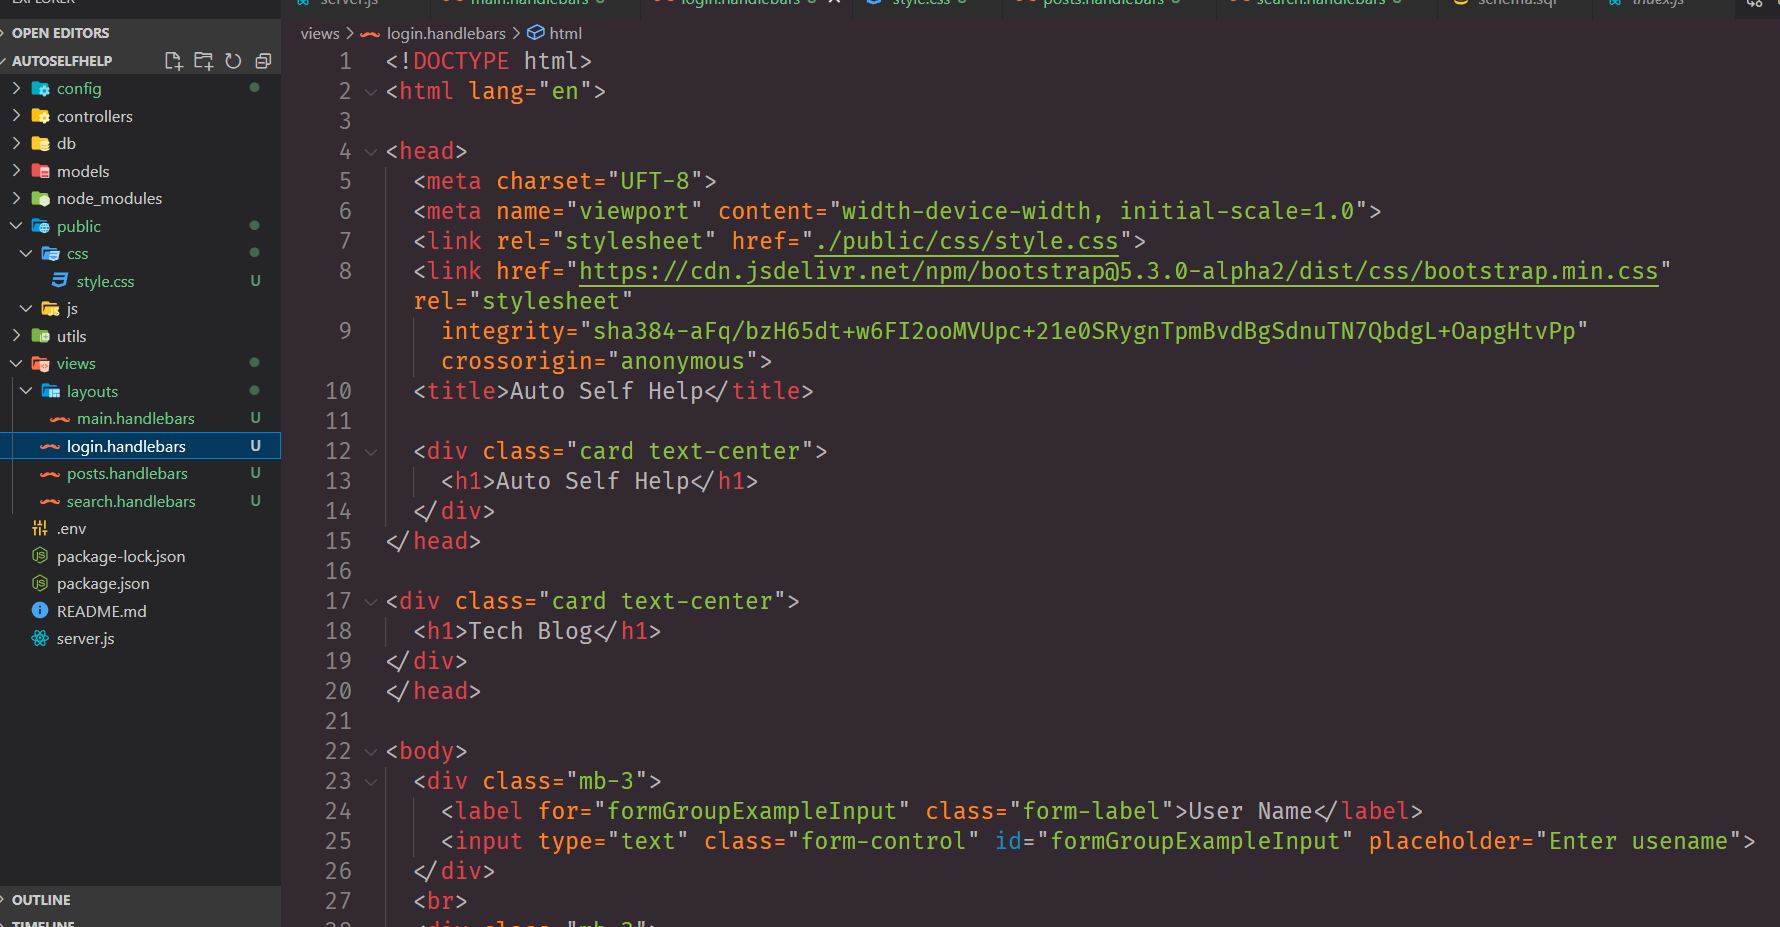 EXPLORER
server.js
main.handlebars U
login.handlebars U
style.css U
posts.handlebars U
search.handlebars U
schema.sql
index.js
OPEN EDITORS
AUTOSELFHELP
config
controllers
db
models
node_modules
public
css
style.css U
js
utils
views
layouts
main.handlebars U
login.handlebars U
posts.handlebars U
search.handlebars U
.env
package-lock.json
package.json
README.md
server.js
OUTLINE
TIMELINE
views > login.handlebars > html
1 <!DOCTYPE html>
2 <html lang="en">
3
4 <head>
5 <meta charset="UFT-8">
6 <meta name="viewport" content="width-device-width, initial-scale=1.0">
7 <link rel="stylesheet" href="./public/css/style.css">
8 <link href="https://cdn.jsdelivr.net/npm/bootstrap@5.3.0-alpha2/dist/css/bootstrap.min.css"
rel="stylesheet"
9 integrity="sha384-aFq/bzH65dt+w6FI2ooMVUpc+21e0SRygnTpmBvdBgSdnuTN7QbdgL+OapgHtvPp"
crossorigin="anonymous">
10 <title>Auto Self Help</title>
11
12 <div class="card text-center">
13 <h1>Auto Self Help</h1>
14 </div>
15 </head>
16
17 <div class="card text-center">
18 <h1>Tech Blog</h1>
19 </div>
20 </head>
21
22 <body>
23 <div class="mb-3">
24 <label for="formGroupExampleInput" class="form-label">User Name</label>
25 <input type="text" class="form-control" id="formGroupExampleInput" placeholder="Enter usename">
26 </div>
27 <br>
28 <div class="mb-3">